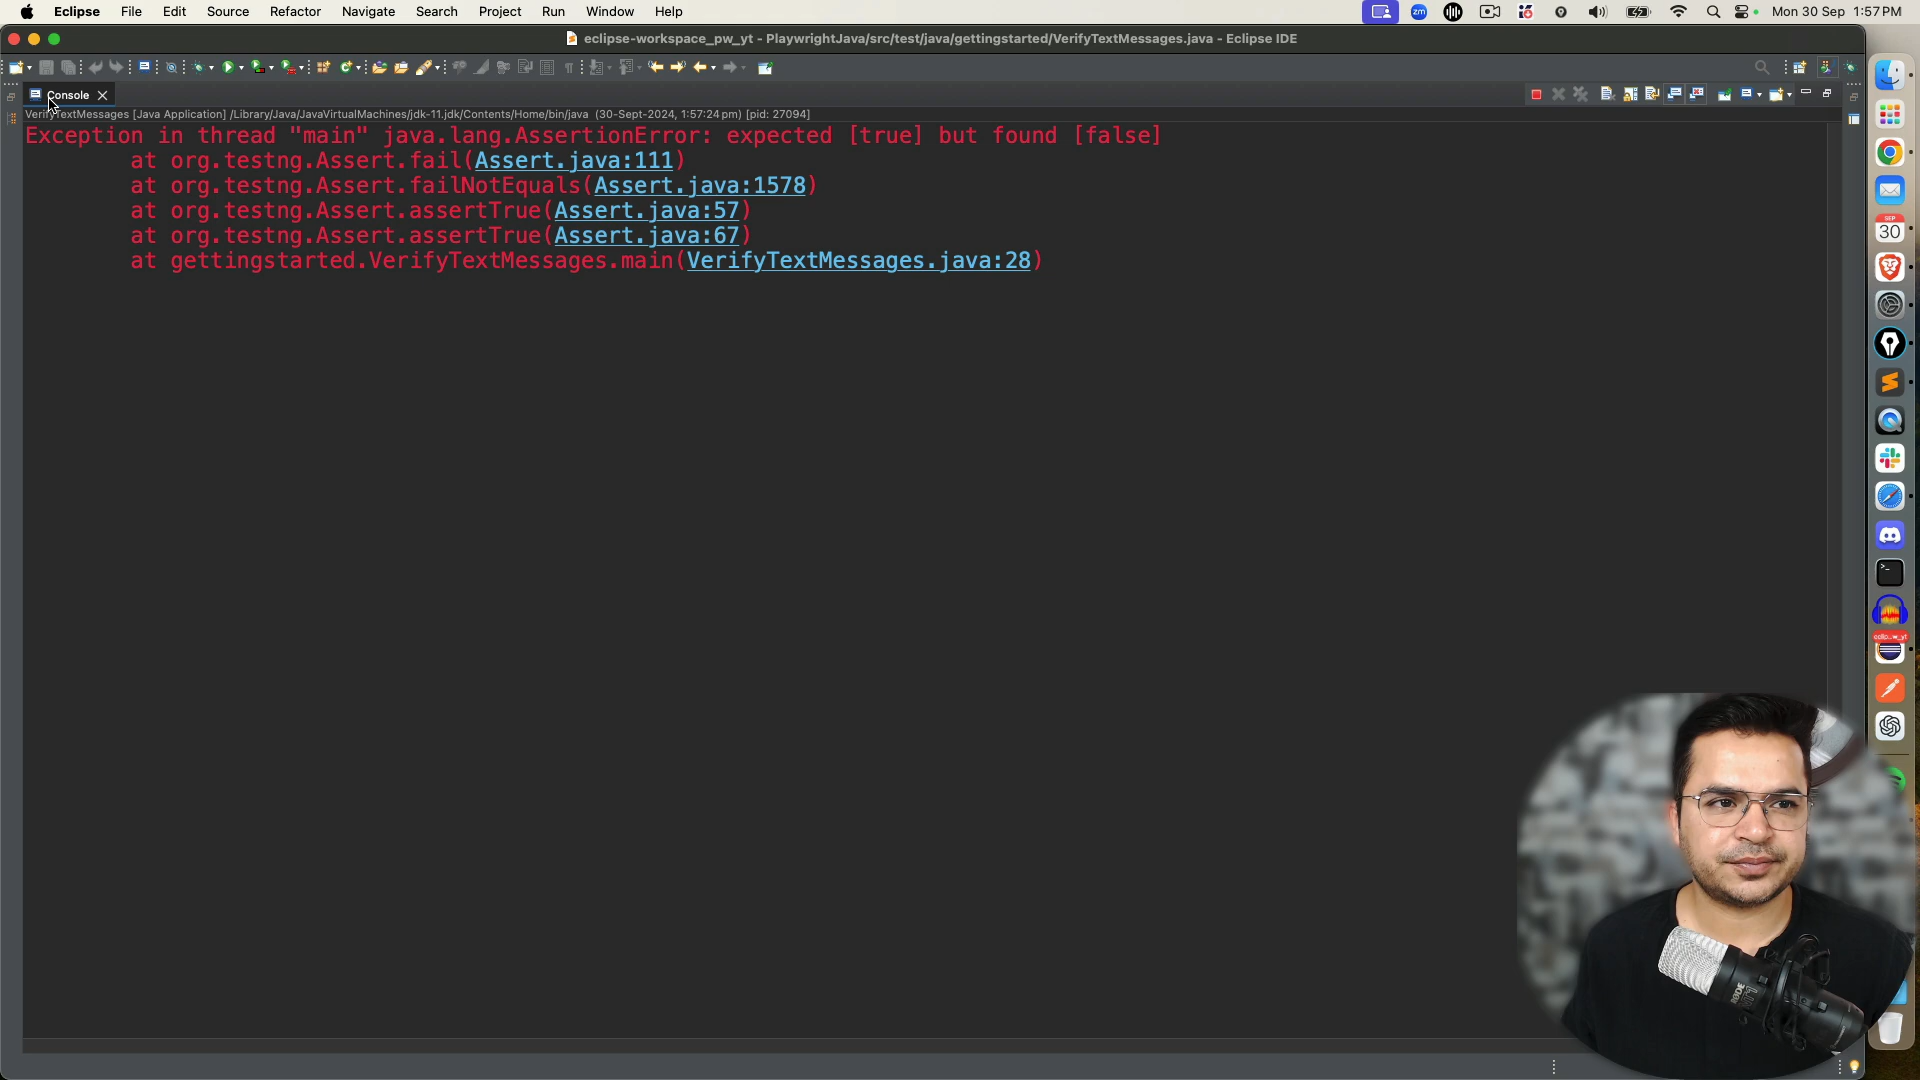 Eclipse File Edit Source Refactor Navigate Search Project Run Window Help
zm
Mon 30 Sep 1:57 PM
eclipse-workspace_pw_yt - PlaywrightJava/src/test/java/gettingstarted/VerifyTextMessages.java - Eclipse IDE
Console
VerifyTextMessages [Java Application] /Library/Java/JavaVirtualMachines/jdk-11.jdk/Contents/Home/bin/java (30-Sept-2024, 1:57:24 pm) [pid: 27094]
Exception in thread "main" java.lang.AssertionError: expected [true] but found [false]
at org.testng.Assert.fail(Assert.java:111)
at org.testng.Assert.failNotEquals(Assert.java:1578)
at org.testng.Assert.assertTrue(Assert.java:57)
at org.testng.Assert.assertTrue(Assert.java:67)
at gettingstarted.VerifyTextMessages.main(VerifyTextMessages.java:28)
SEP
30
RØDE
NT1